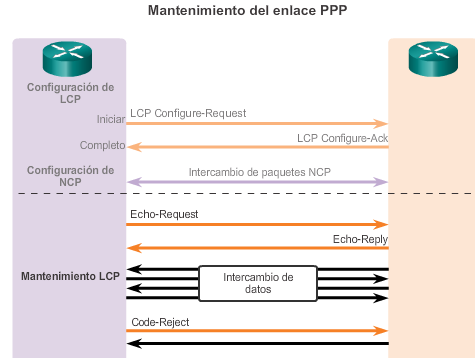 Mantenimiento del enlace PPP
Configuración de
LCP
Iniciar
LCP Configure-Request
Completo
LCP Configure-Ack
Configuración de
NCP
Intercambio de paquetes NCP
Echo-Request
Echo-Reply
Mantenimiento LCP
Intercambio de
datos
Code-Reject